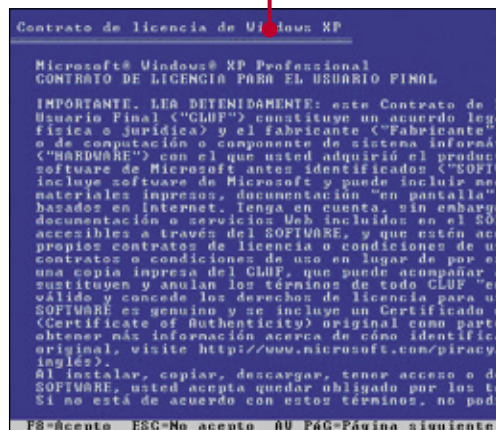 Contrato de licencia de Windows XP
Microsoft® Windows® XP Professional
CONTRATO DE LICENCIA PARA EL USUARIO FINAL
IMPORTANTE. LEA DETENIDAMENTE: este Contrato de
Usuario Final ("CLUF") constituye un acuerdo leg
física o jurídica) y el fabricante ("Fabricante"
o de computación o componente de sistema informá
("HARDWARE") con el que usted adquirió el produc
software de Microsoft antes identificados ("SOFT
incluye software de Microsoft y puede incluir me
materiales impresos, documentación "en pantalla"
basados en Internet. Tenga en cuenta, sin embarg
documentación o servicios Web incluidos en el SO
accesibles a través del SOFTWARE, y que estén ac
propios contratos de licencia o condiciones de u
contratos o condiciones de uso en lugar de por e
una copia impresa del CLUF, que puede acompañar
sustituyen y anulan los términos de todo CLUF "e
válido y concede los derechos de licencia para u
SOFTWARE es genuino y se incluye un Certificado
(Certificate of Authenticity) original como part
obtener más información acerca de cómo identific
original, visite http://www.microsoft.com/piracy
inglés).
Al instalar, copiar, descargar, tener acceso o d
SOFTWARE, usted acepta quedar obligado por los t
Si no está de acuerdo con estos términos, no pod
F8=Acepto ESC=No acepto AV PáG=Página siguiente